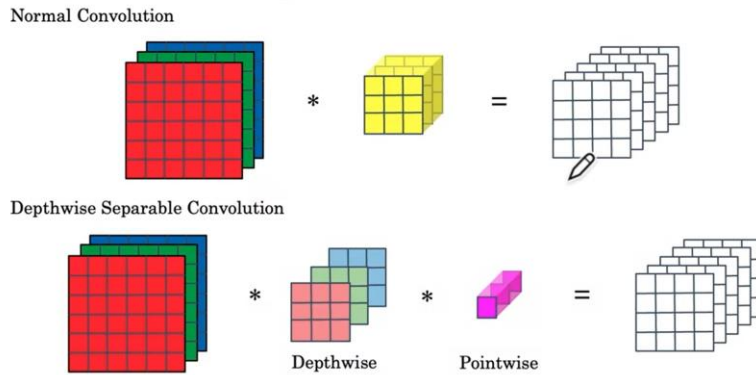 Normal Convolution
* =
Depthwise Separable Convolution
* * =
Depthwise Pointwise